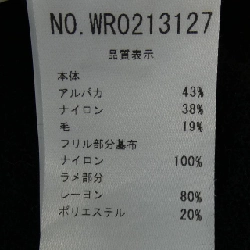 NO.WRO213127
品質表示
本体
アルパカ 43%
ナイロン 38%
毛 19%
フリル部分基布
ナイロン 100%
ラメ部分
レーヨン 80%
ポリエステル 20%